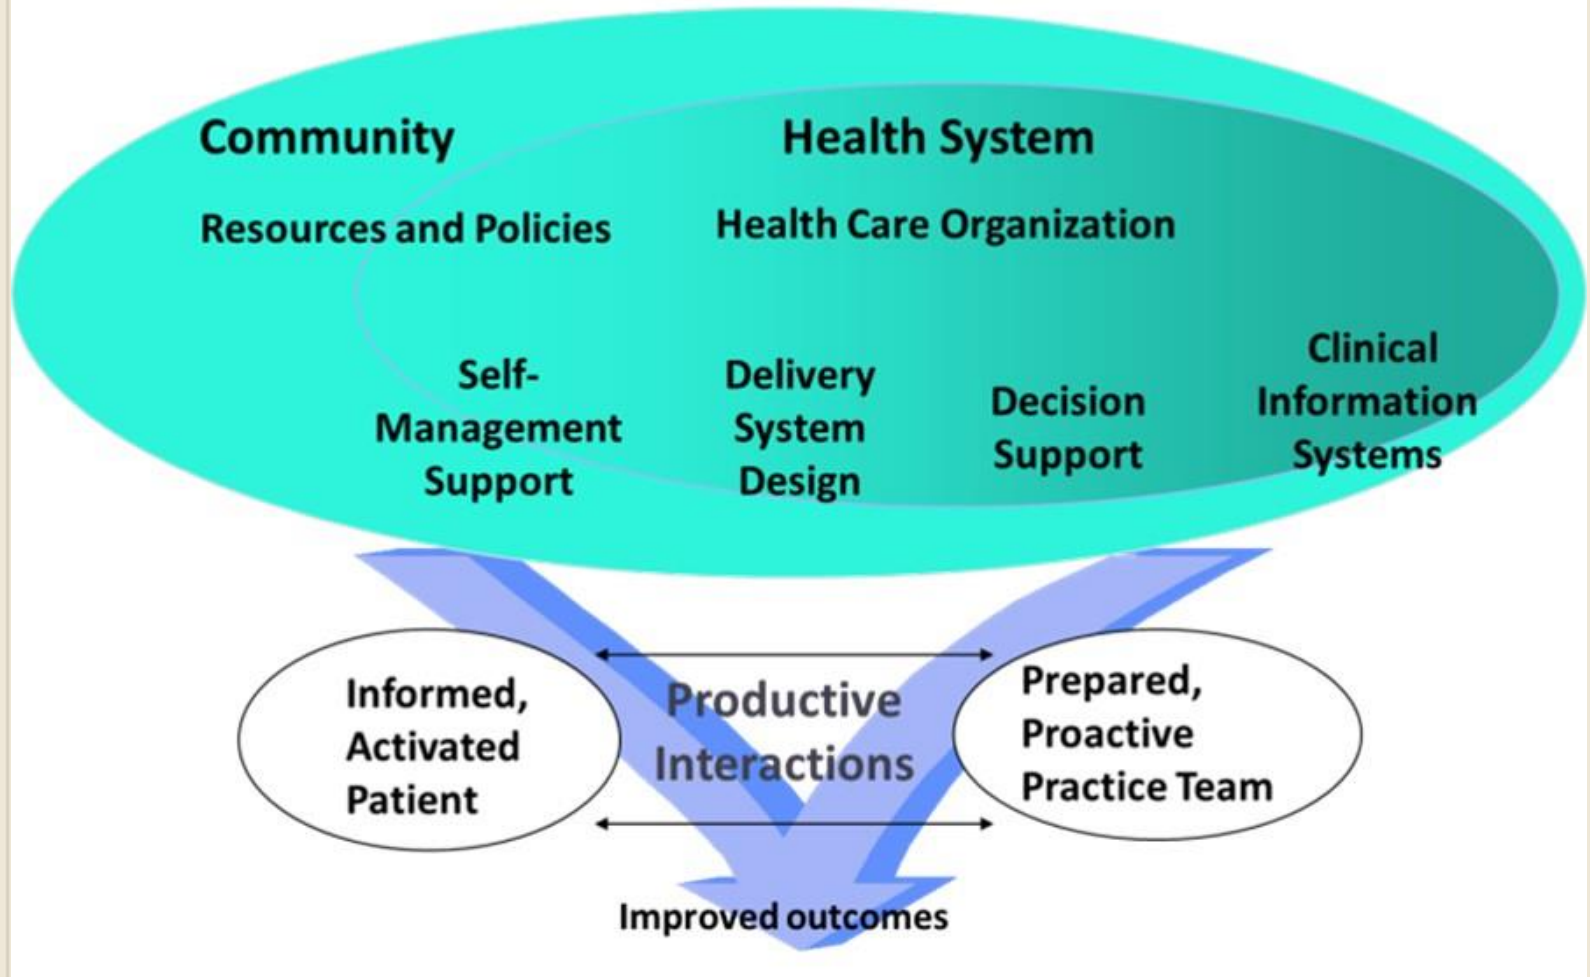 Community
Health System
Resources and Policies
Health Care Organization
Self-
Management
Support
Delivery
System
Design
Decision
Support
Clinical
Information
Systems
Informed,
Activated
Patient
Productive
Interactions
Prepared,
Proactive
Practice Team
Improved outcomes